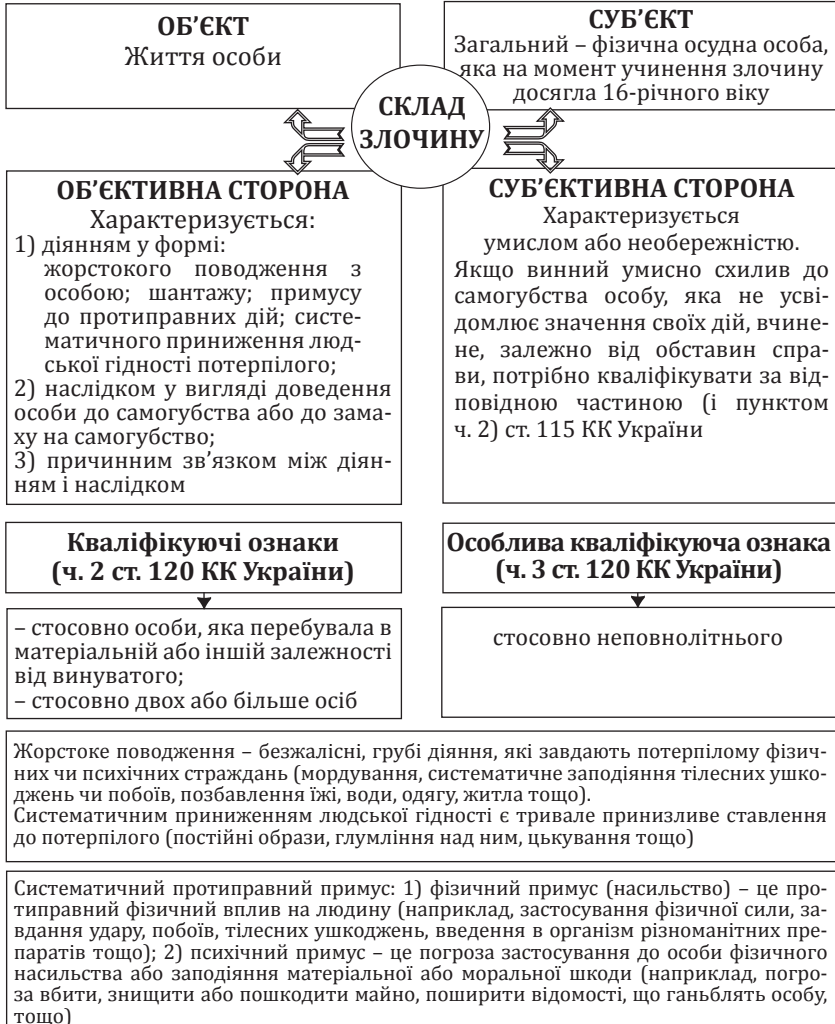 ОБ’ЄКТ
Життя особи
СУБ’ЄКТ
Загальний – фізична осудна особа,
яка на момент учинення злочину
досягла 16-річного віку
СКЛАД
ЗЛОЧИНУ
ОБ’ЄКТИВНА СТОРОНА
Характеризується:
1) діянням у формі:
жорстокого поводження з
особою; шантажу; примусу
до протиправних дій; систе-
матичного приниження люд-
ської гідності потерпілого;
2) наслідком у вигляді доведення
особи до самогубства або до зама-
ху на самогубство;
3) причинним зв’язком між діян-
ням і наслідком
СУБ’ЄКТИВНА СТОРОНА
Характеризується
умислом або необережністю.
Якщо винний умисно схилив до
самогубства особу, яка не усві-
домлює значення своїх дій, вчине-
не, залежно від обставин спра-
ви, потрібно кваліфікувати за від-
повідною частиною (і пунктом
ч. 2) ст. 115 КК України
Кваліфікуючі ознаки
(ч. 2 ст. 120 КК України)
Особлива кваліфікуюча ознака
(ч. 3 ст. 120 КК України)
– стосовно особи, яка перебувала в
матеріальній або іншій залежності
від винуватого;
– стосовно двох або більше осіб
стосовно неповнолітнього
Жорстоке поводження – безжалісні, грубі діяння, які завдають потерпілому фізич-
них чи психічних страждань (мордування, систематичне заподіяння тілесних ушко-
джень чи побоїв, позбавлення їжі, води, одягу, житла тощо).
Систематичним приниженням людської гідності є тривале принизливе ставлення
до потерпілого (постійні образи, глумління над ним, цькування тощо)
Систематичний протиправний примус: 1) фізичний примус (насильство) – це про-
типравний фізичний вплив на людину (наприклад, застосування фізичної сили, за-
вдання удару, побоїв, тілесних ушкоджень, введення в організм різноманітних пре-
паратів тощо); 2) психічний примус – це погроза застосування до особи фізичного
насильства або заподіяння матеріальної або моральної шкоди (наприклад, погро-
за вбити, знищити або пошкодити майно, поширити відомості, що ганьблять особу,
тощо)